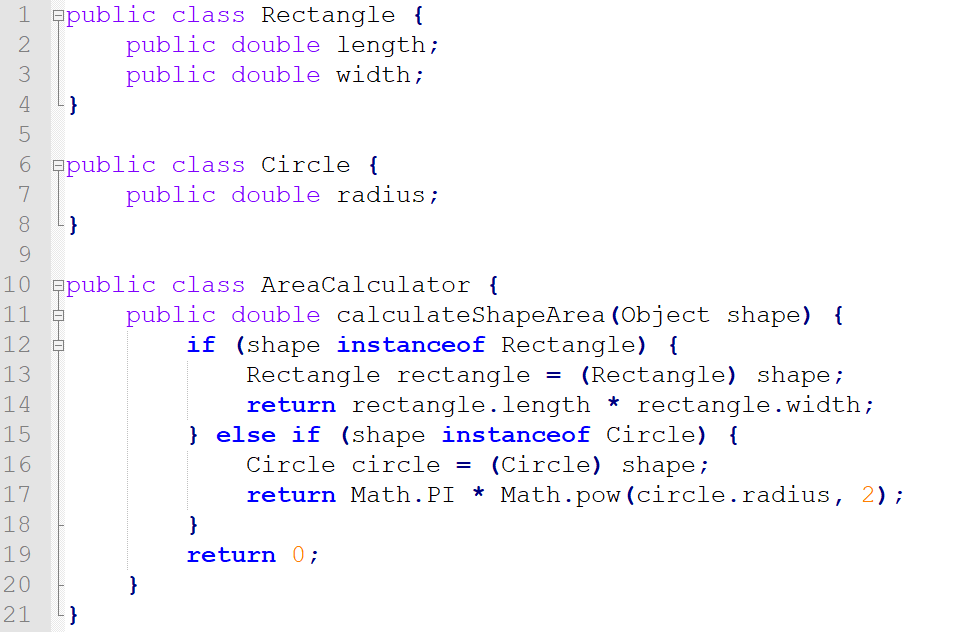 1 public class Rectangle {
2     public double length;
3     public double width;
4 }
5
6 public class Circle {
7     public double radius;
8 }
9
10 public class AreaCalculator {
11     public double calculateShapeArea(Object shape) {
12         if (shape instanceof Rectangle) {
13             Rectangle rectangle = (Rectangle) shape;
14             return rectangle.length * rectangle.width;
15         } else if (shape instanceof Circle) {
16             Circle circle = (Circle) shape;
17             return Math.PI * Math.pow(circle.radius, 2);
18         }
19         return 0;
20     }
21 }